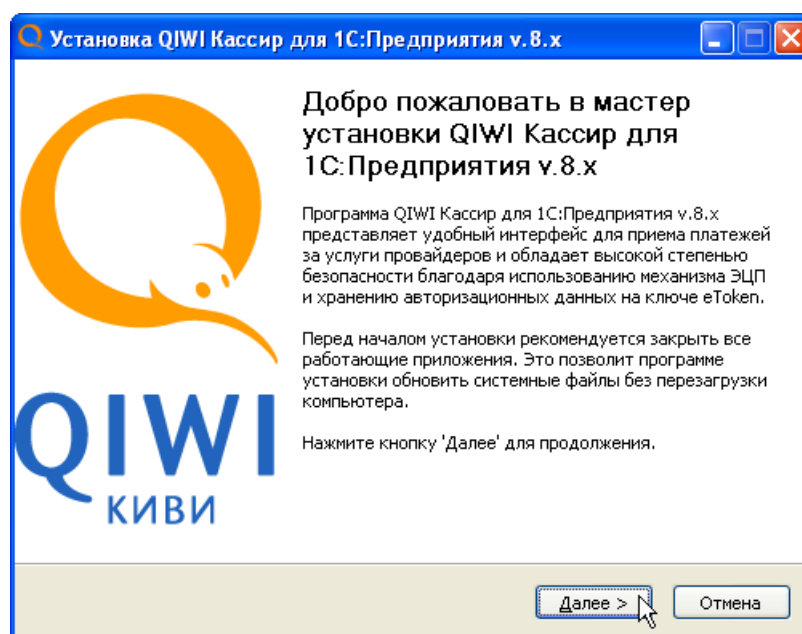 Установка QIWI Кассир для 1С:Предприятия v.8.x
Добро пожаловать в мастер
установки QIWI Кассир для
1С:Предприятия v.8.x
Программа QIWI Кассир для 1С:Предприятия v.8.x
представляет удобный интерфейс для приема платежей
за услуги провайдеров и обладает высокой степенью
безопасности благодаря использованию механизма ЭЦП
и хранению авторизационных данных на ключе eToken.
Перед началом установки рекомендуется закрыть все
работающие приложения. Это позволит программе
установки обновить системные файлы без перезагрузки
компьютера.
Нажмите кнопку 'Далее' для продолжения.
QIWI
КИВИ
Далее >
Отмена